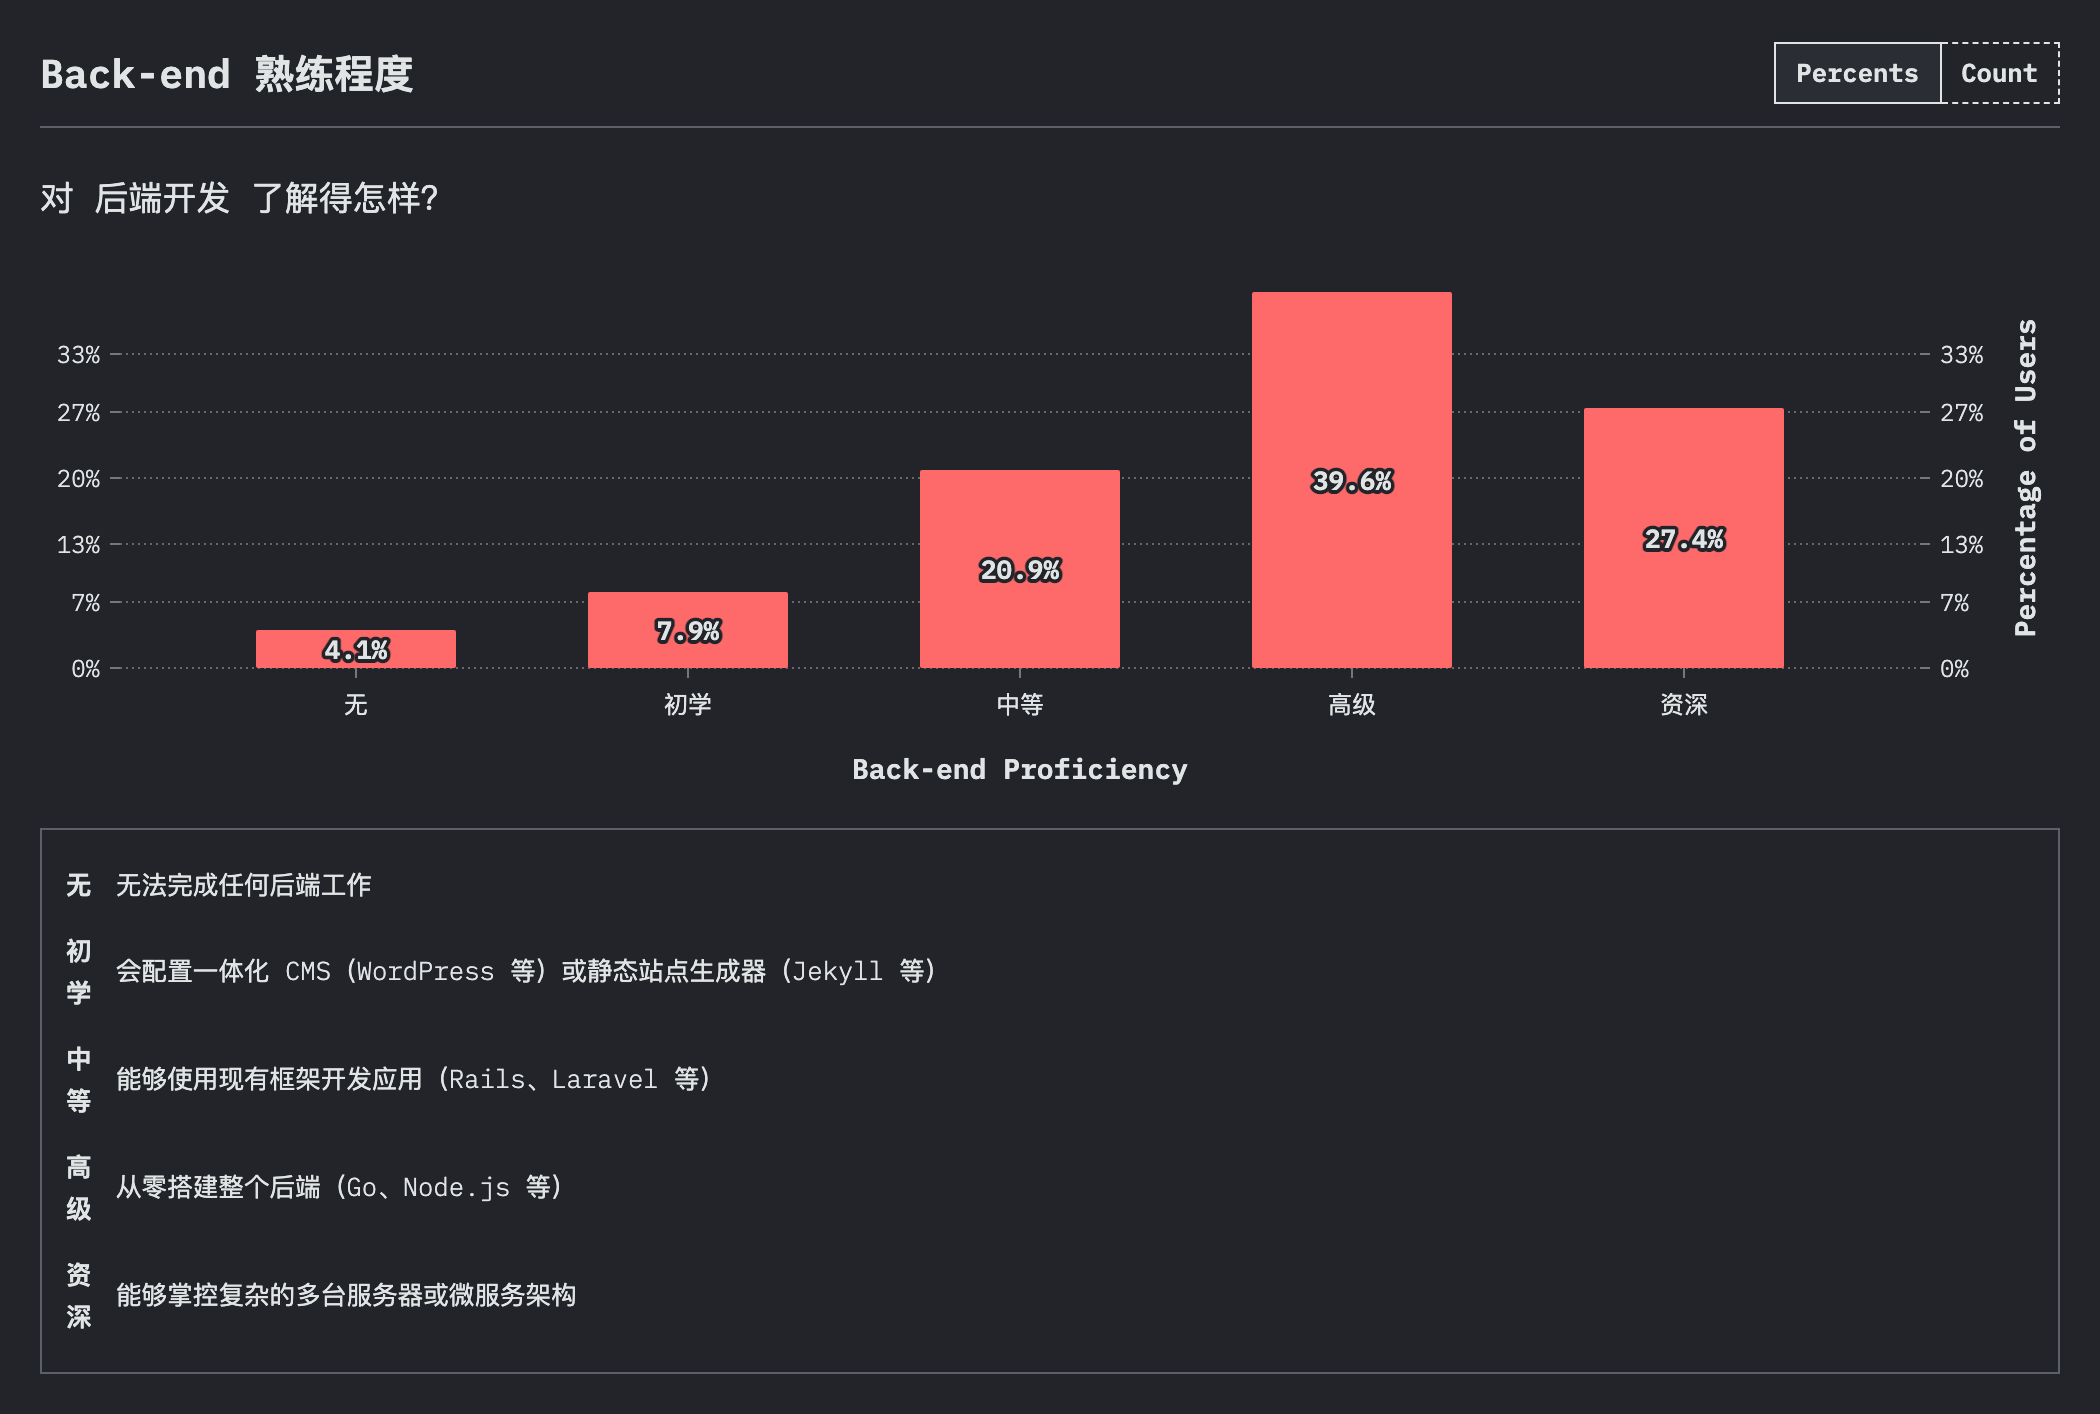 Back-end 熟练程度
Percents Count
对 后端开发 了解得怎样?
33% 33%
27% 27%
20% 20%
13% 13%
7% 7%
0% 0%
4.1% 7.9% 20.9% 39.6% 27.4%
无 初学 中等 高级 资深
Back-end Proficiency
Percentage of Users
无 无法完成任何后端工作
初学 会配置一体化 CMS（WordPress 等）或静态站点生成器（Jekyll 等）
中等 能够使用现有框架开发应用（Rails、Laravel 等）
高级 从零搭建整个后端（Go、Node.js 等）
资深 能够掌控复杂的多台服务器或微服务架构